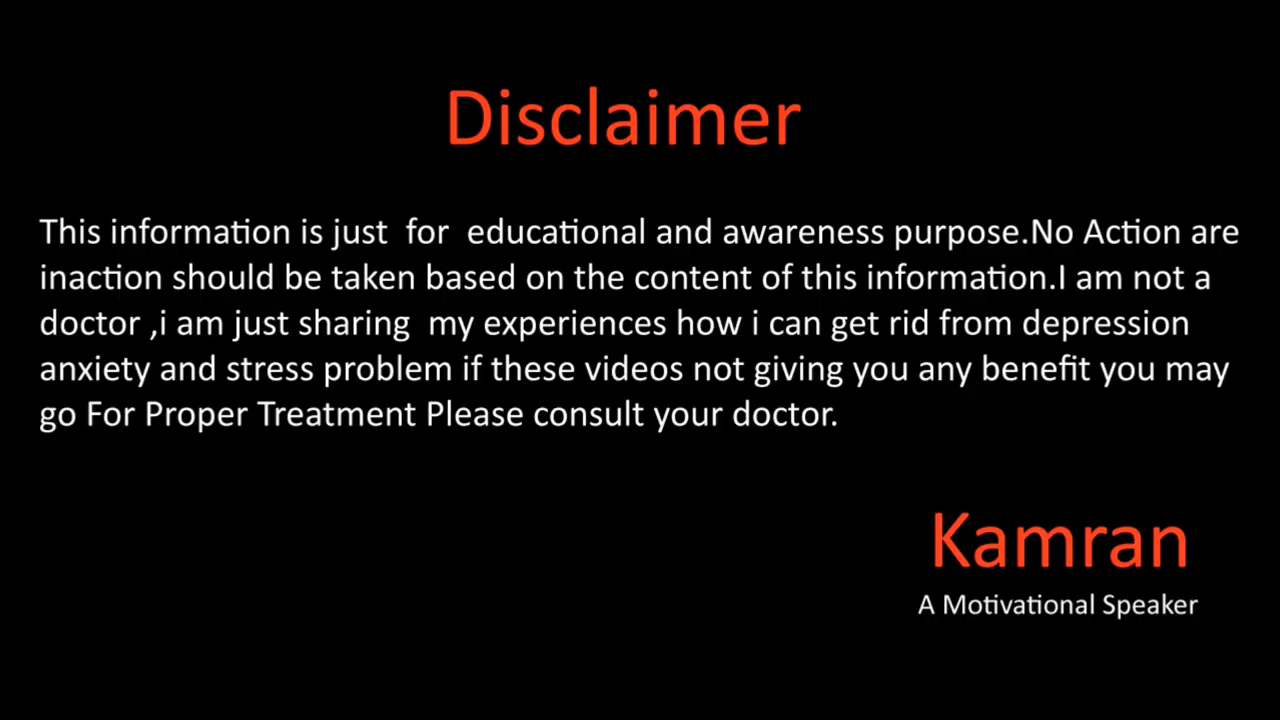 Disclaimer
This information is just  for  educational and awareness purpose.No Action are
inaction should be taken based on the content of this information.I am not a
doctor ,i am just sharing  my experiences how i can get rid from depression
anxiety and stress problem if these videos not giving you any benefit you may
go For Proper Treatment Please consult your doctor.
Kamran
A Motivational Speaker